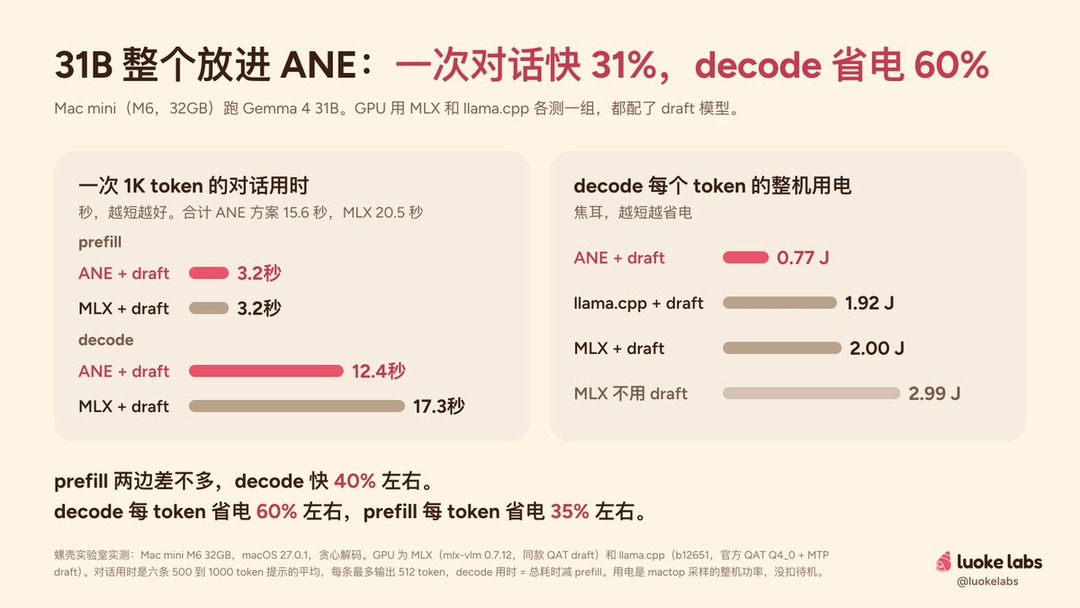 31B 整个放进 ANE：一次对话快 31%，decode 省电 60%
Mac mini（M6，32GB）跑 Gemma 4 31B。GPU 用 MLX 和 llama.cpp 各测一组，都配了 draft 模型。
一次 1K token 的对话用时
秒，越短越好。合计 ANE 方案 15.6 秒，MLX 20.5 秒
prefill
ANE + draft 3.2秒
MLX + draft 3.2秒
decode
ANE + draft 12.4秒
MLX + draft 17.3秒
decode 每个 token 的整机用电
焦耳，越短越省电
ANE + draft 0.77 J
llama.cpp + draft 1.92 J
MLX + draft 2.00 J
MLX 不用 draft 2.99 J
prefill 两边差不多，decode 快 40% 左右。
decode 每 token 省电 60% 左右，prefill 每 token 省电 35% 左右。
螺壳实验室实测：Mac mini M6 32GB，macOS 27.0.1，贪心解码。GPU 为 MLX（mlx-vlm 0.7.12，同款 QAT draft）和 llama.cpp（b12651，官方 QAT Q4_0 + MTP
draft）。对话用时是六条 500 到 1000 token 提示的平均，每条最多输出 512 token，decode 用时 = 总耗时减 prefill。用电是 mactop 采样的整机功率，没扣待机。
luoke labs
@luokelabs